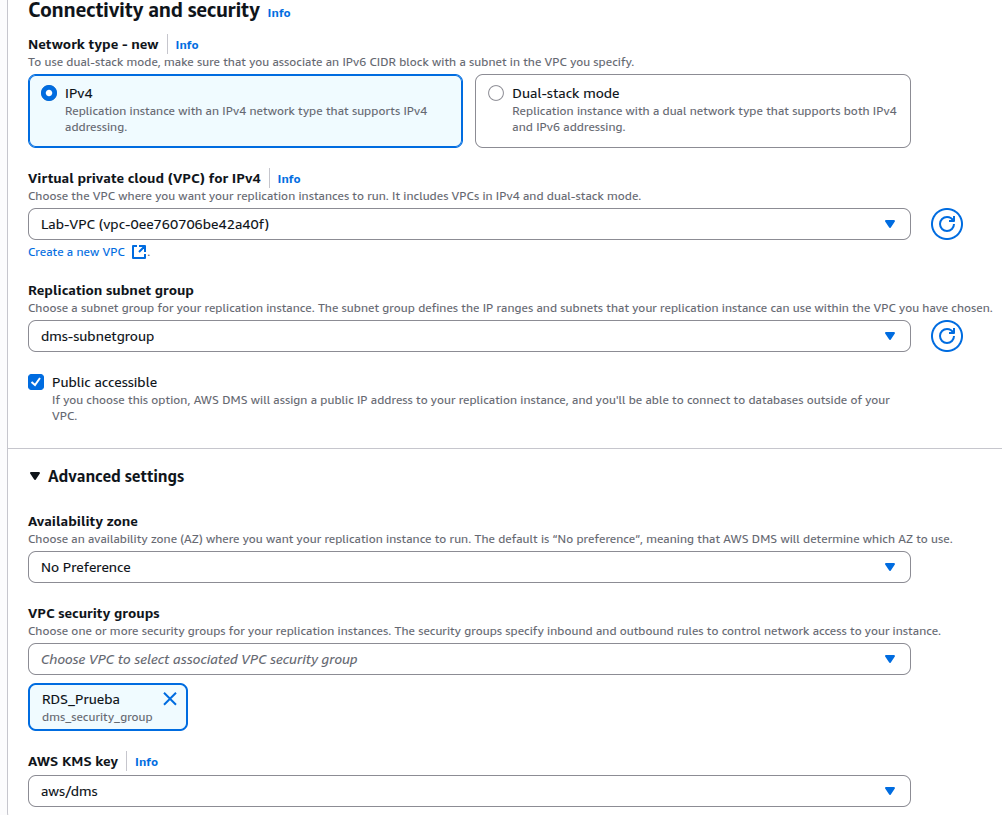 Connectivity and security Info
Network type - new Info
To use dual-stack mode, make sure that you associate an IPv6 CIDR block with a subnet in the VPC you specify.
IPv4
Replication instance with an IPv4 network type that supports IPv4
addressing.
Dual-stack mode
Replication instance with a dual network type that supports both IPv4
and IPv6 addressing.
Virtual private cloud (VPC) for IPv4 Info
Choose the VPC where you want your replication instances to run. It includes VPCs in IPv4 and dual-stack mode.
Lab-VPC (vpc-0ee760706be42a40f)
Create a new VPC .
Replication subnet group
Choose a subnet group for your replication instance. The subnet group defines the IP ranges and subnets that your replication instance can use within the VPC you have chosen.
dms-subnetgroup
Public accessible
If you choose this option, AWS DMS will assign a public IP address to your replication instance, and you'll be able to connect to databases outside of your
VPC.
Advanced settings
Availability zone
Choose an availability zone (AZ) where you want your replication instance to run. The default is "No preference", meaning that AWS DMS will determine which AZ to use.
No Preference
VPC security groups
Choose one or more security groups for your replication instances. The security groups specify inbound and outbound rules to control network access to your instance.
Choose VPC to select associated VPC security group
RDS_Prueba
dms_security_group
AWS KMS key Info
aws/dms